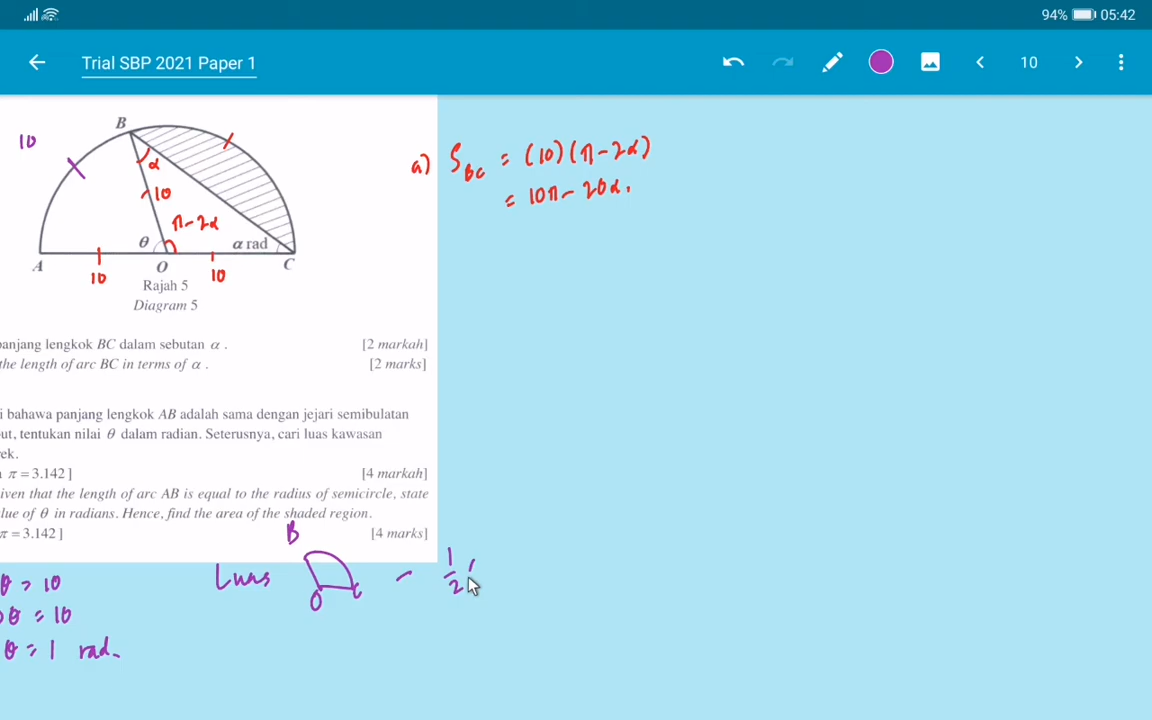 94% 05:42
Trial SBP 2021 Paper 1
10
10
B
α
10
π-2α
θ
α rad
A
O
C
10
10
Rajah 5
Diagram 5
a) S_BC = (10)(π-2α)
= 10π - 20α.
panjang lengkok BC dalam sebutan α .
[2 markah]
the length of arc BC in terms of α .
[2 marks]
i bahawa panjang lengkok AB adalah sama dengan jejari semibulatan
ut, tentukan nilai θ dalam radian. Seterusnya, cari luas kawasan
rek.
π = 3.142 ]
[4 markah]
iven that the length of arc AB is equal to the radius of semicircle, state
lue of θ in radians. Hence, find the area of the shaded region.
π = 3.142 ]
[4 marks]
θ = 10
0θ = 10
θ = 1 rad.
Luas
B
O
C
- 1/2